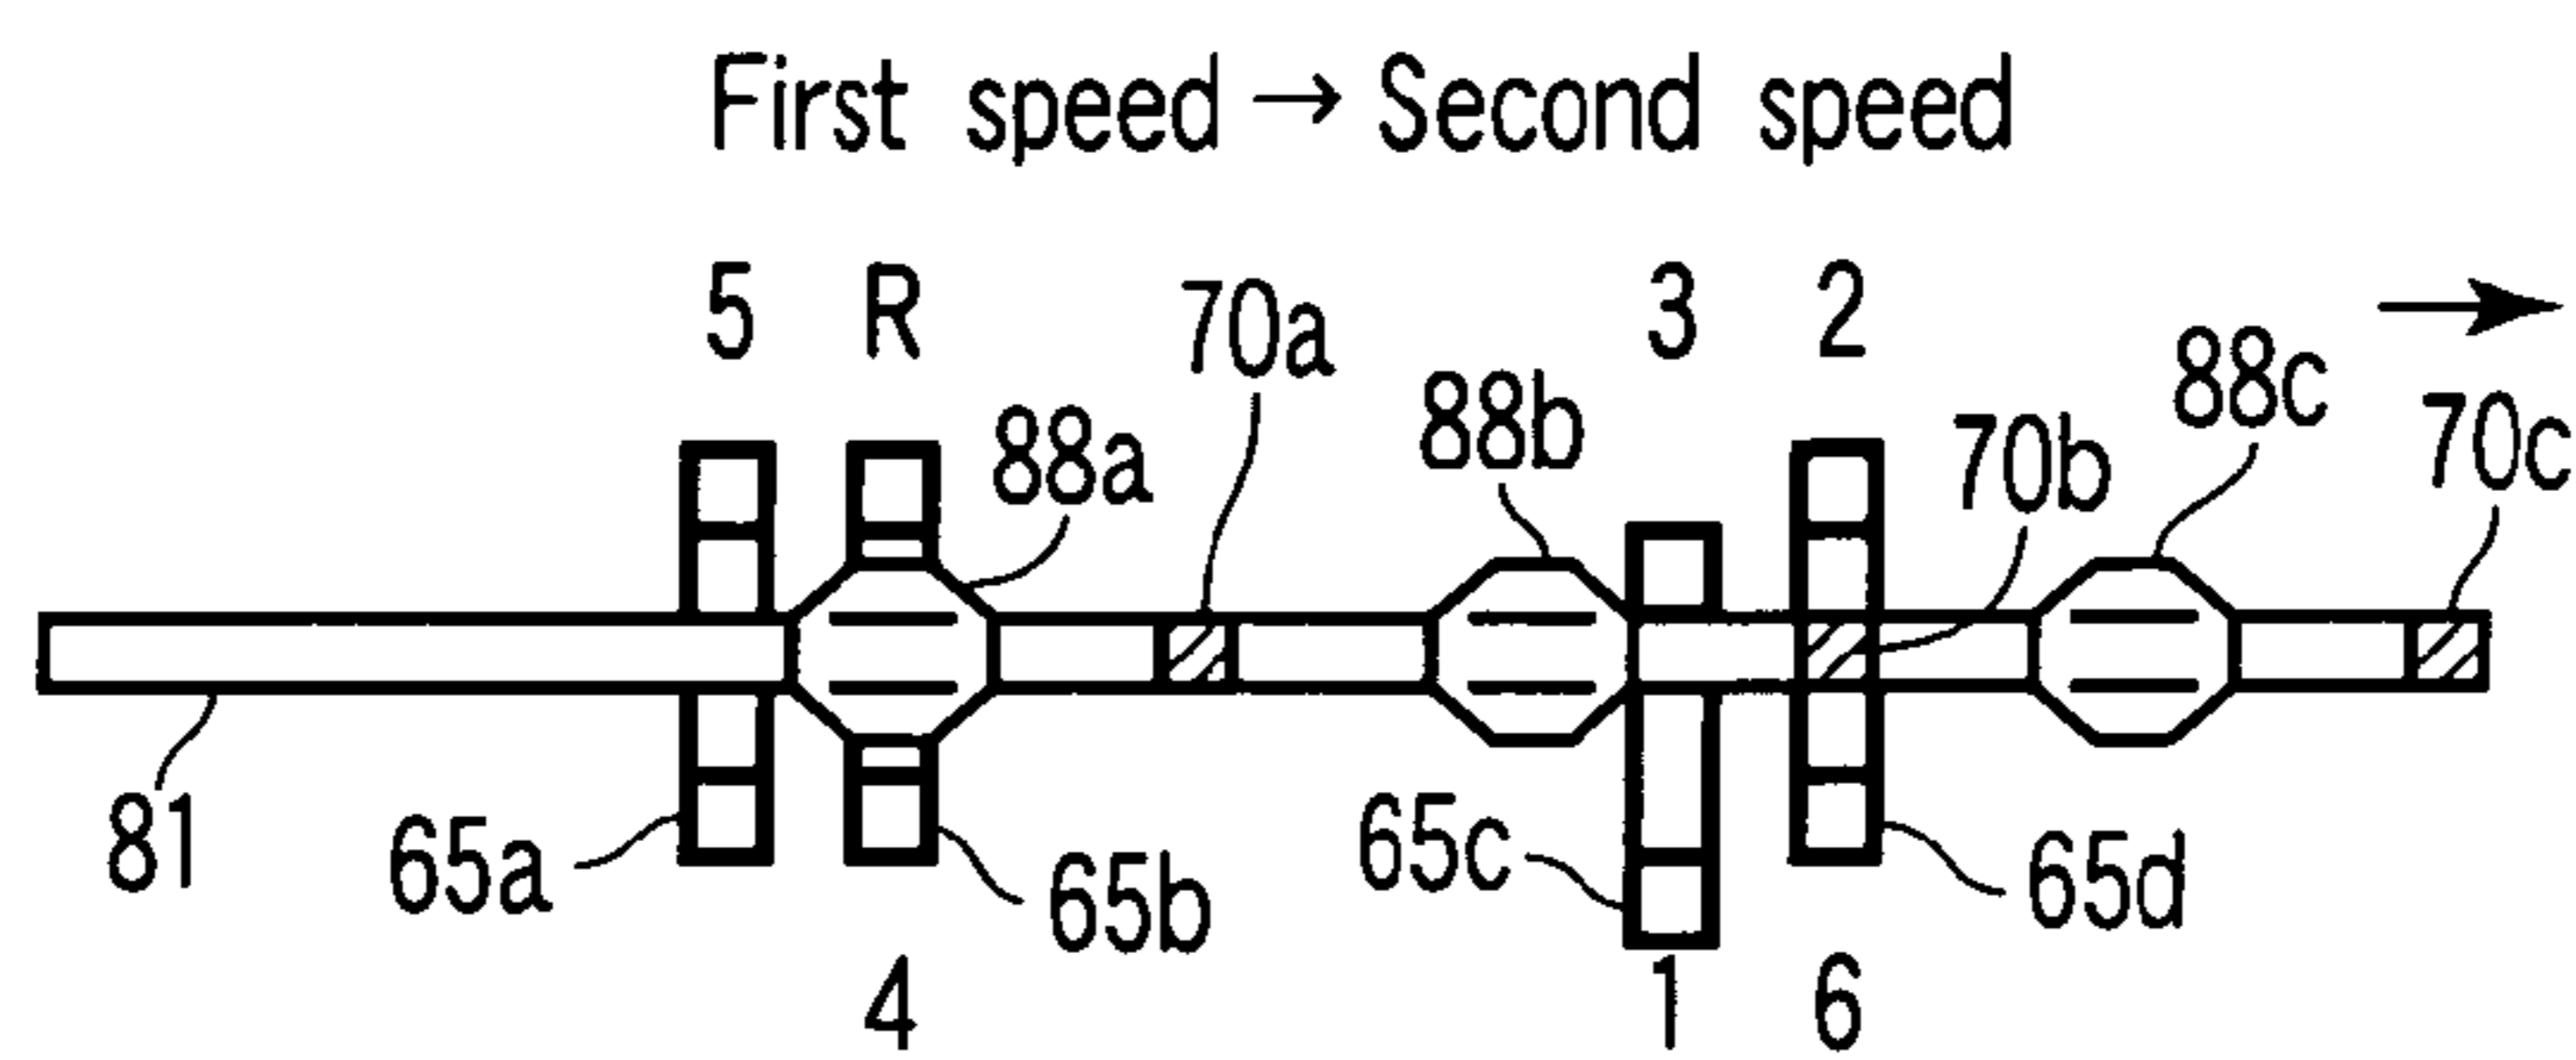 First speed → Second speed
5 R 70a 3 2
88a 88b 70b 88c 70c
81 65a 65b 65c 65d
4 1 6